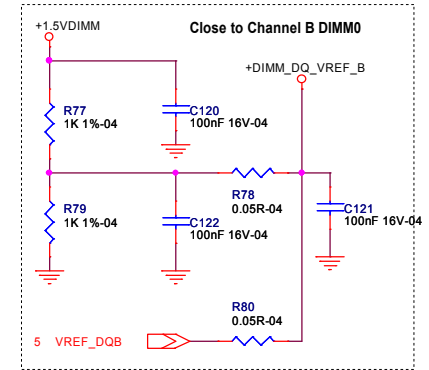 +1.5VDIMM
Close to Channel B DIMM0
+DIMM_DQ_VREF_B
R77
1K 1%-04
C120
100nF 16V-04
R78
0.05R-04
R79
1K 1%-04
C122
100nF 16V-04
C121
100nF 16V-04
R80
0.05R-04
5 VREF_DQB